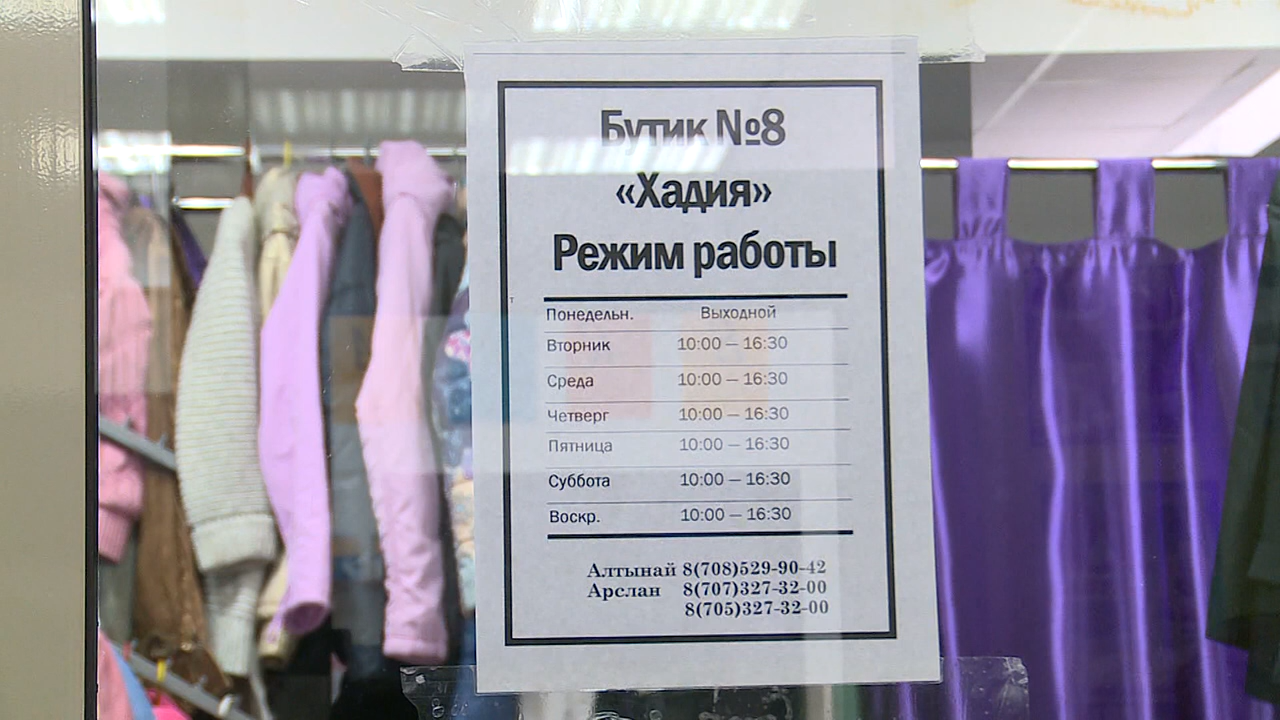 Бутик №8
«Хадия»
Режим работы
Понедельн. Выходной
Вторник 10:00 – 16:30
Среда 10:00 – 16:30
Четверг 10:00 – 16:30
Пятница 10:00 – 16:30
Суббота 10:00 – 16:30
Воскр. 10:00 – 16:30
Алтынай 8(708)529-90-42
Арслан 8(707)327-32-00
8(705)327-32-00